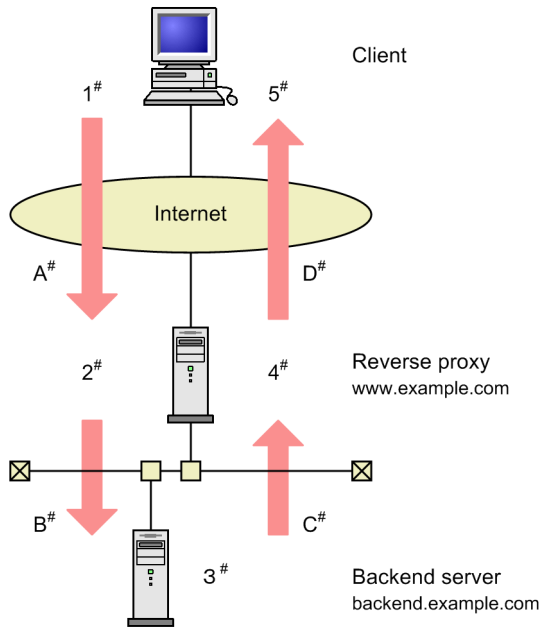 Client
1#
5#
Internet
A#
D#
2#
4#
Reverse proxy
www.example.com
B#
C#
3 #
Backend server
backend.example.com